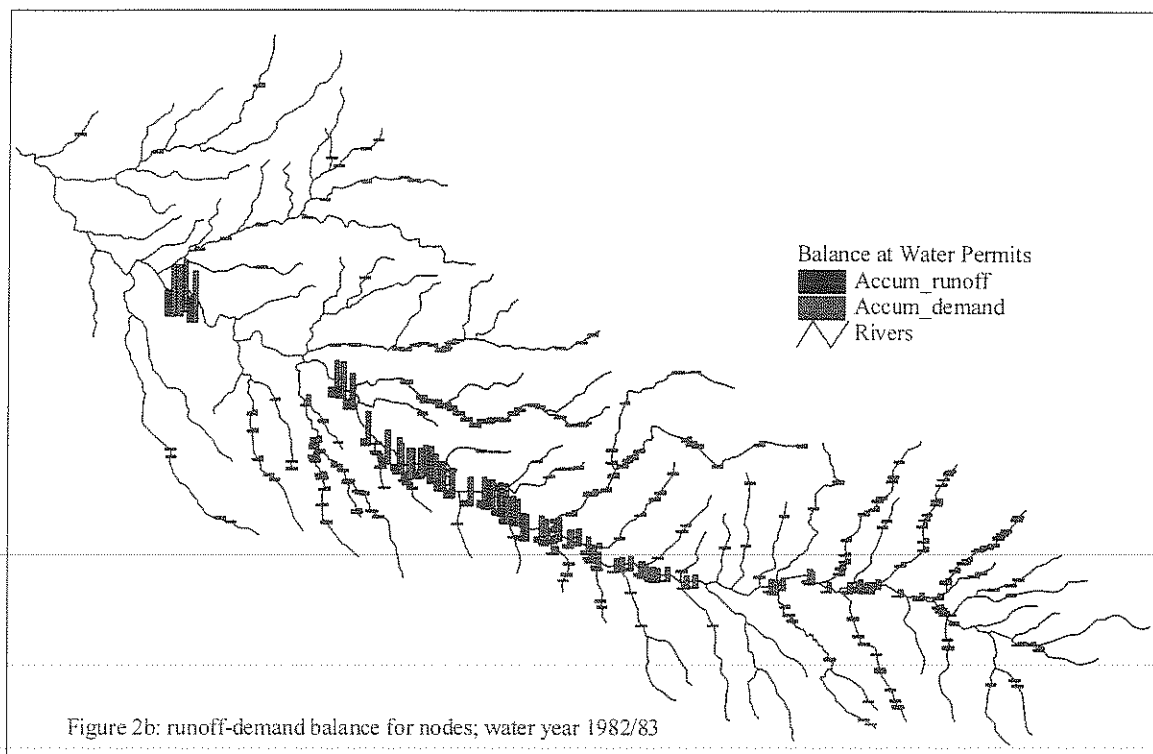 Balance at Water Permits
Accum_runoff
Accum_demand
Rivers
Figure 2b: runoff-demand balance for nodes; water year 1982/83